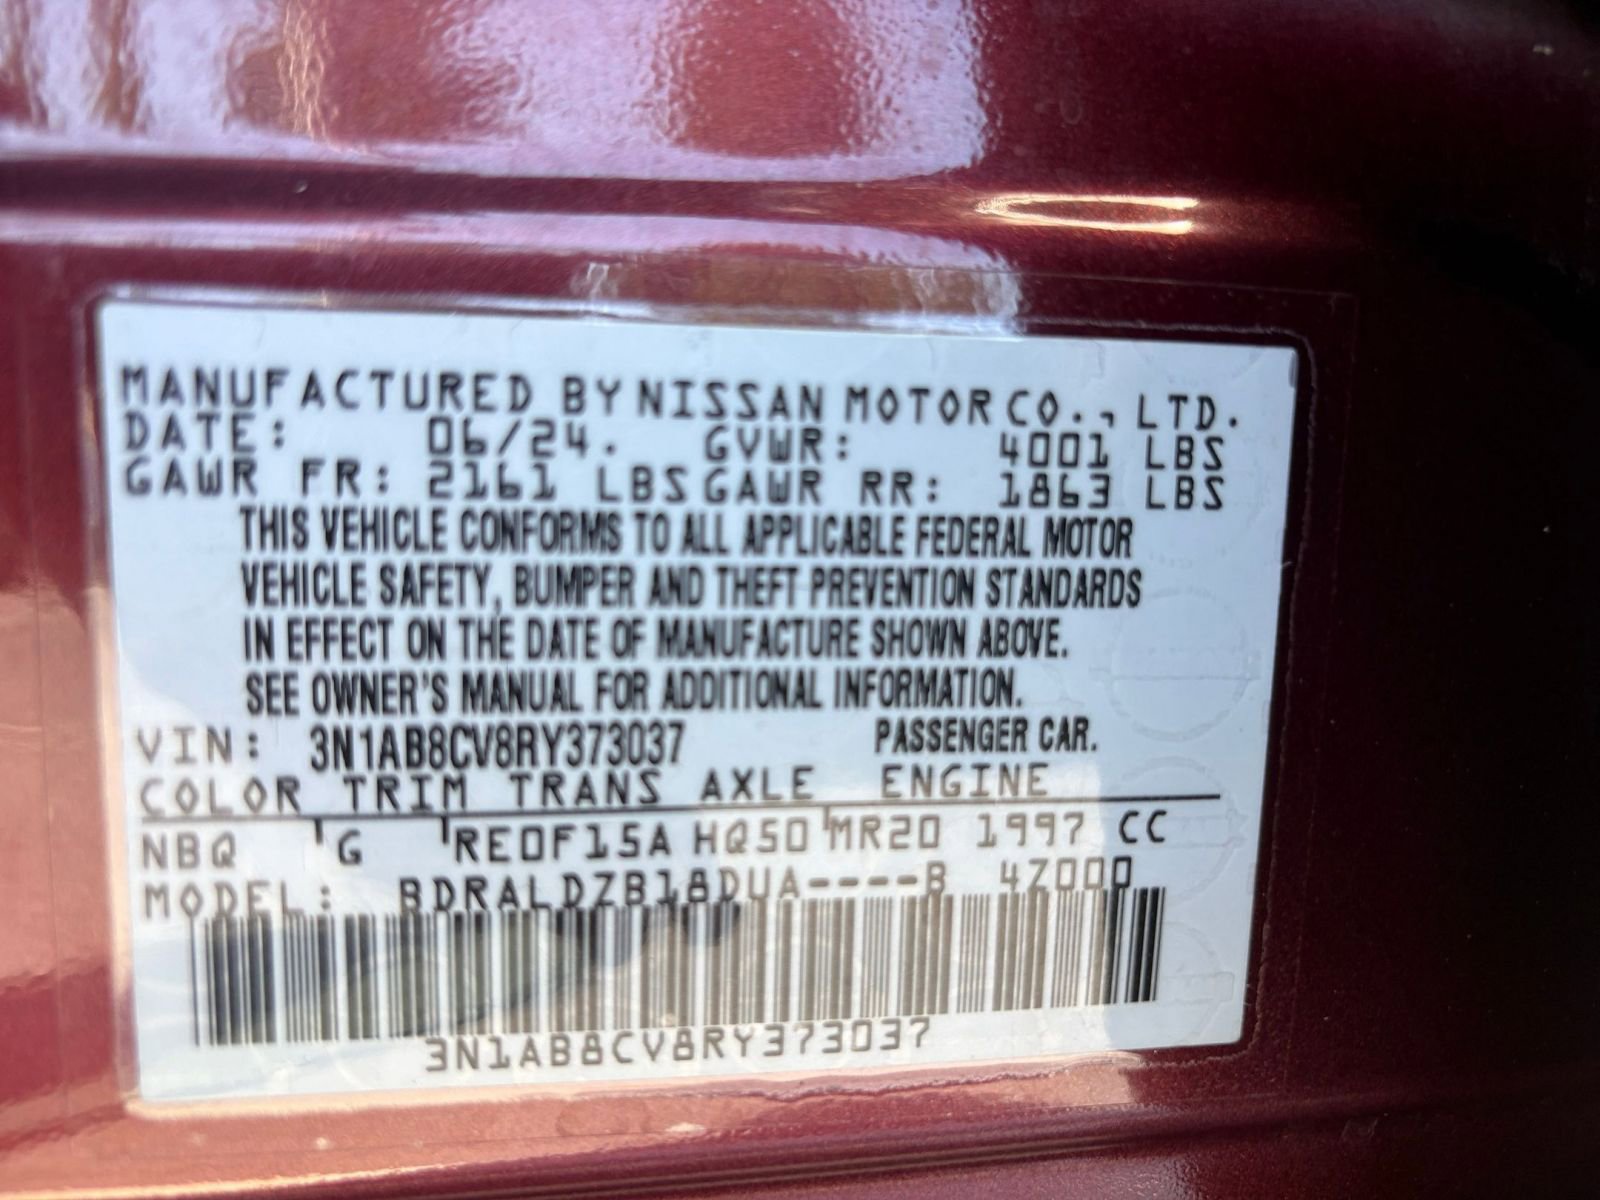 MANUFACTURED BY NISSAN MOTOR CO., LTD.
DATE: 06/24. GVWR: 4001 LBS
GAWR FR: 2161 LBS GAWR RR: 1863 LBS
THIS VEHICLE CONFORMS TO ALL APPLICABLE FEDERAL MOTOR
VEHICLE SAFETY, BUMPER AND THEFT PREVENTION STANDARDS
IN EFFECT ON THE DATE OF MANUFACTURE SHOWN ABOVE.
SEE OWNER'S MANUAL FOR ADDITIONAL INFORMATION.
VIN: 3N1AB8CV8RY373037 PASSENGER CAR.
COLOR TRIM TRANS AXLE ENGINE
NBQ G RE0F15A HQ50 MR20 1997 CC
MODEL: BDRALDZB18DUA----B 4Z000
3N1AB8CV8RY373037